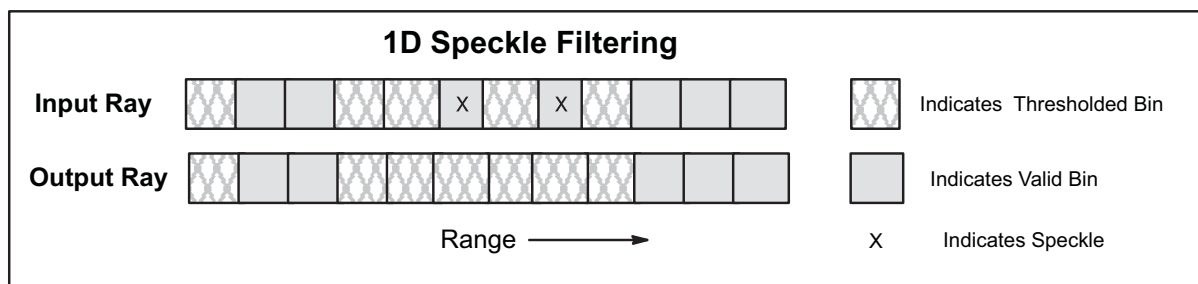 1D Speckle Filtering
Input Ray
X X
Indicates Thresholded Bin
Output Ray
Indicates Valid Bin
Range
X Indicates Speckle